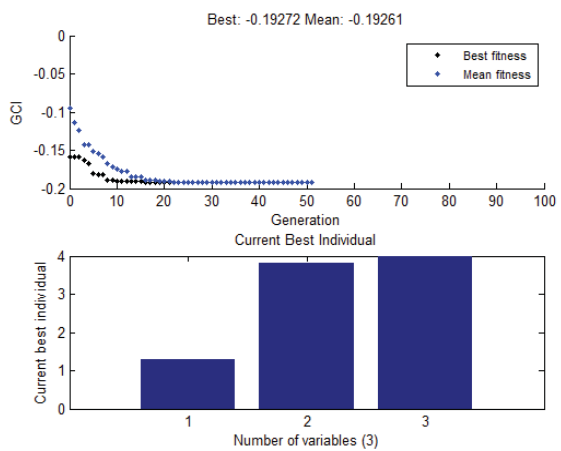 Best: -0.19272 Mean: -0.19261
0
-0.05
-0.1
-0.15
-0.2
GCI
Best fitness
Mean fitness
0 10 20 30 40 50 60 70 80 90 100
Generation
Current Best Individual
4
3
2
1
0
Current best individual
1 2 3
Number of variables (3)